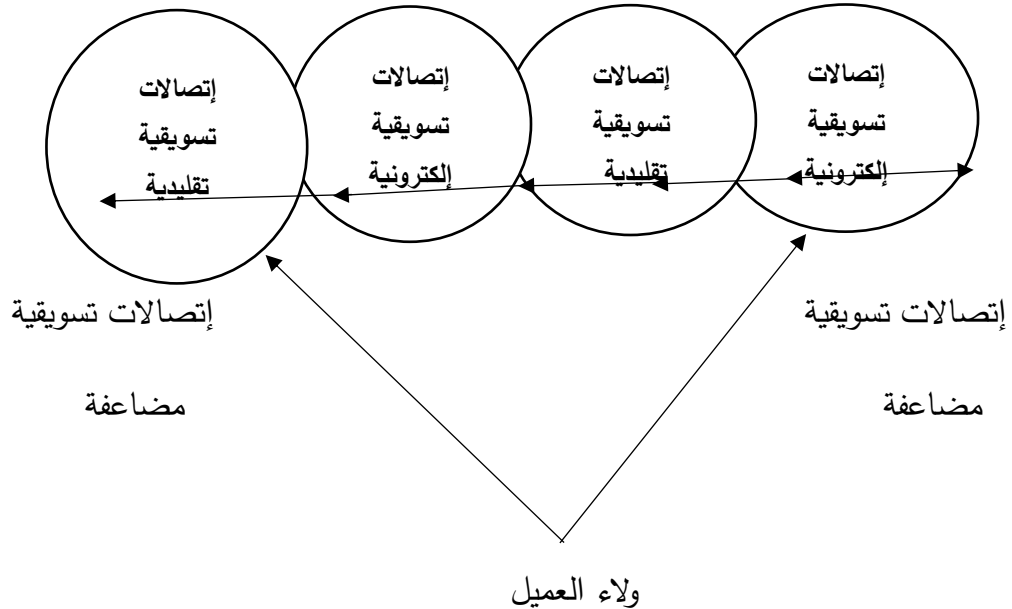 إتصالات
تسويقية
إلكترونية
إتصالات
تسويقية
تقليدية
إتصالات
تسويقية
إلكترونية
إتصالات
تسويقية
تقليدية
إتصالات تسويقية
مضاعفة
إتصالات تسويقية
مضاعفة
ولاء العميل